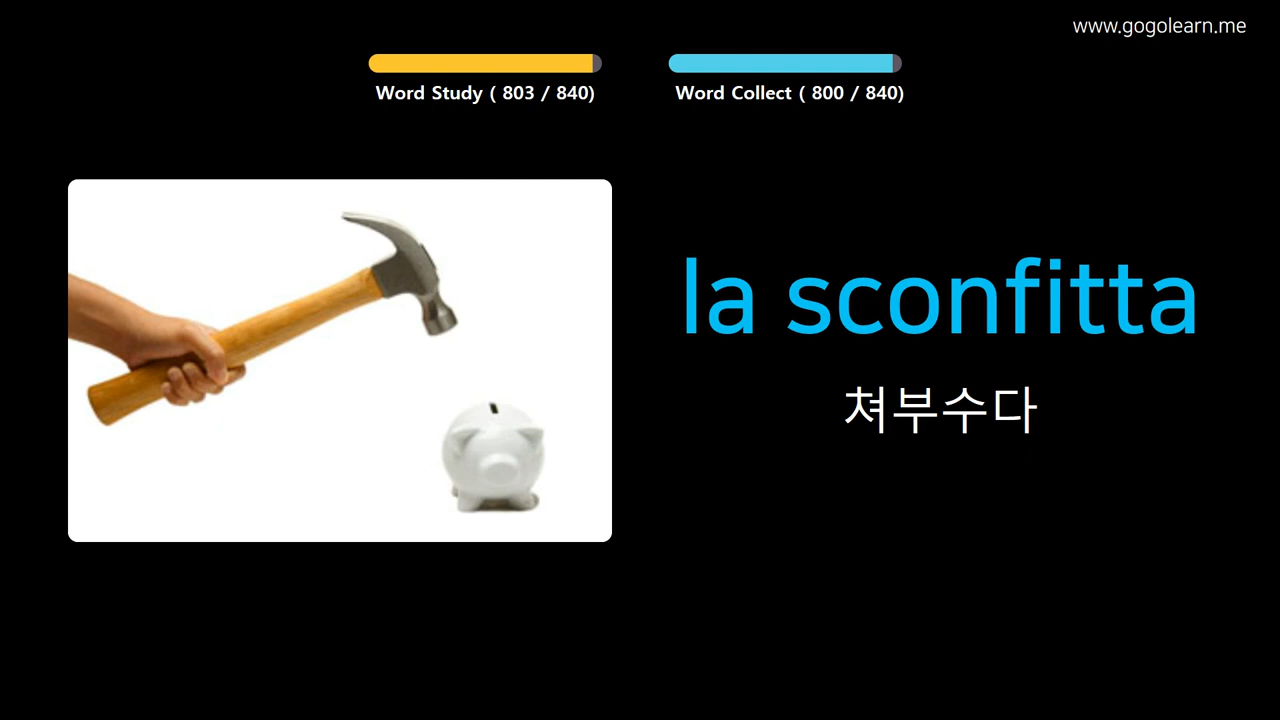 www.gogolearn.me
Word Study ( 803 / 840)
Word Collect ( 800 / 840)
la sconfitta
쳐부수다